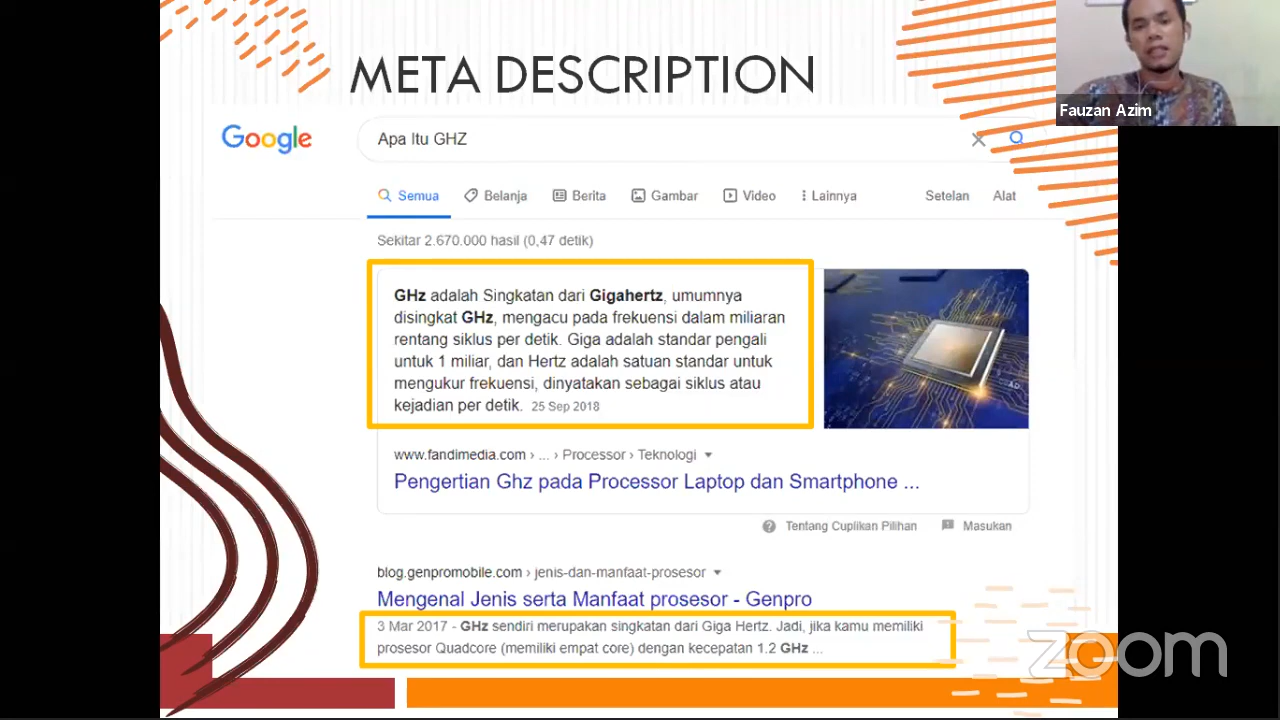 META DESCRIPTION
Fauzan Azim
Google
Apa Itu GHZ
Semua Belanja Berita Gambar Video Lainnya Setelan Alat
Sekitar 2.670.000 hasil (0,47 detik)
GHz adalah Singkatan dari Gigahertz, umumnya
disingkat GHz, mengacu pada frekuensi dalam miliaran
rentang siklus per detik. Giga adalah standar pengali
untuk 1 miliar, dan Hertz adalah satuan standar untuk
mengukur frekuensi, dinyatakan sebagai siklus atau
kejadian per detik. 25 Sep 2018
www.fandimedia.com › ... › Processor › Teknologi
Pengertian Ghz pada Processor Laptop dan Smartphone ...
Tentang Cuplikan Pilihan Masukan
blog.genpromobile.com › jenis-dan-manfaat-prosesor
Mengenal Jenis serta Manfaat prosesor - Genpro
3 Mar 2017 - GHz sendiri merupakan singkatan dari Giga Hertz. Jadi, jika kamu memiliki
prosesor Quadcore (memiliki empat core) dengan kecepatan 1.2 GHz ...
zoom